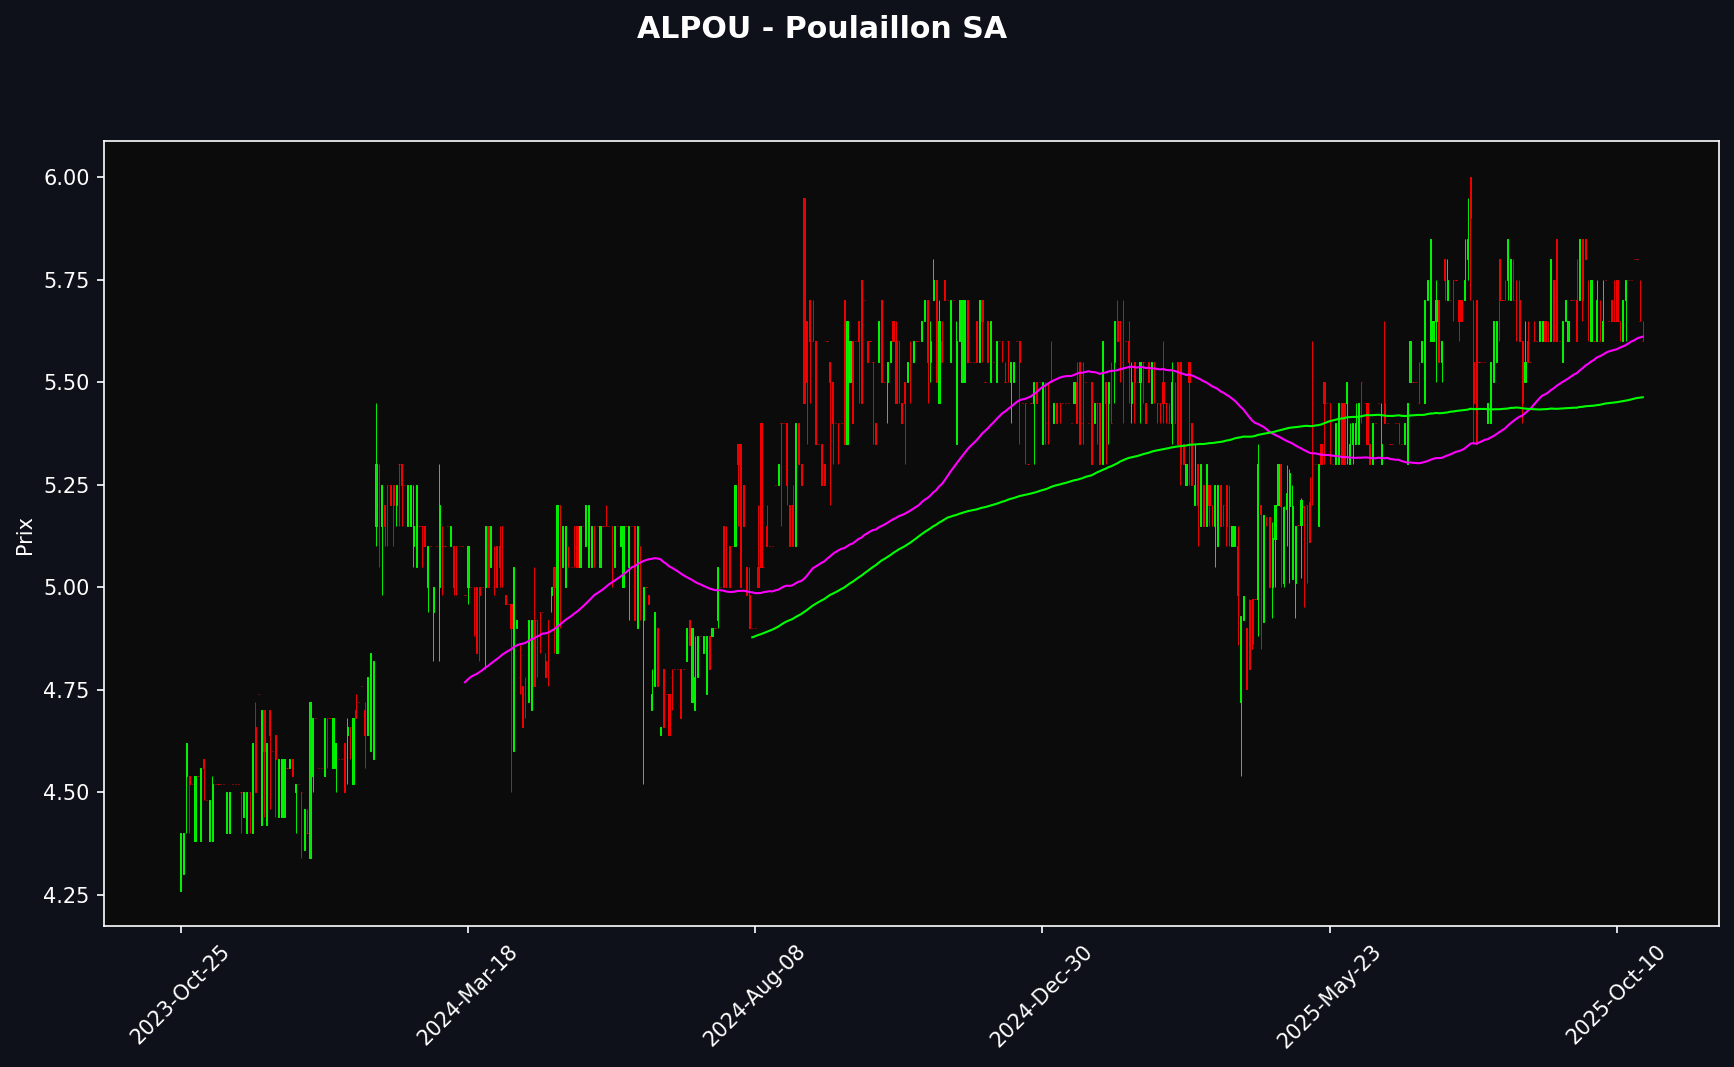 ALPOU - Poulaillon SA
Prix
6.00
5.75
5.50
5.25
5.00
4.75
4.50
4.25
2023-Oct-25
2024-Mar-18
2024-Aug-08
2024-Dec-30
2025-May-23
2025-Oct-10